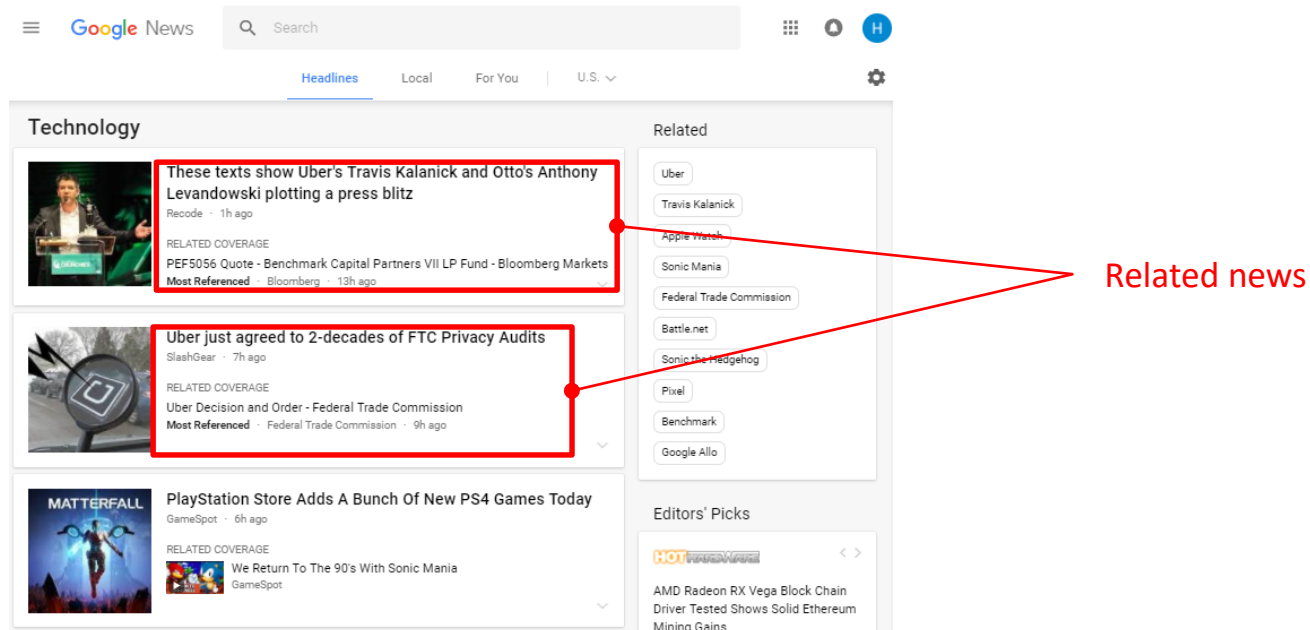 Google News
Search
H
Headlines Local For You U.S.
Technology
These texts show Uber's Travis Kalanick and Otto's Anthony
Levandowski plotting a press blitz
Recode · 1h ago
RELATED COVERAGE
PEF5056 Quote - Benchmark Capital Partners VII LP Fund - Bloomberg Markets
Most Referenced · Bloomberg · 13h ago
Uber just agreed to 2-decades of FTC Privacy Audits
SlashGear · 7h ago
RELATED COVERAGE
Uber Decision and Order - Federal Trade Commission
Most Referenced · Federal Trade Commission · 9h ago
MATTERFALL
PlayStation Store Adds A Bunch Of New PS4 Games Today
GameSpot · 6h ago
RELATED COVERAGE
We Return To The 90's With Sonic Mania
GameSpot
Related
Uber
Travis Kalanick
Apple Watch
Sonic Mania
Federal Trade Commission
Battle.net
Sonic the Hedgehog
Pixel
Benchmark
Google Allo
Editors' Picks
HOT HARDWARE
AMD Radeon RX Vega Block Chain
Driver Tested Shows Solid Ethereum
Mining Gains
Related news